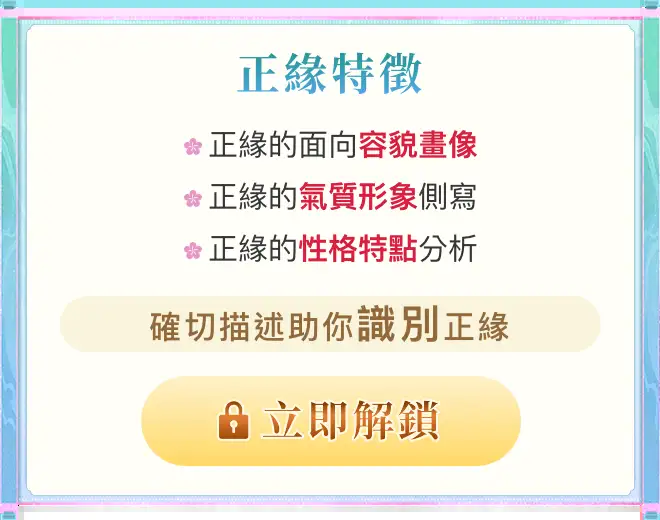 正緣特徵
正緣的面向容貌畫像
正緣的氣質形象側寫
正緣的性格特點分析
確切描述助你識別正緣
立即解鎖